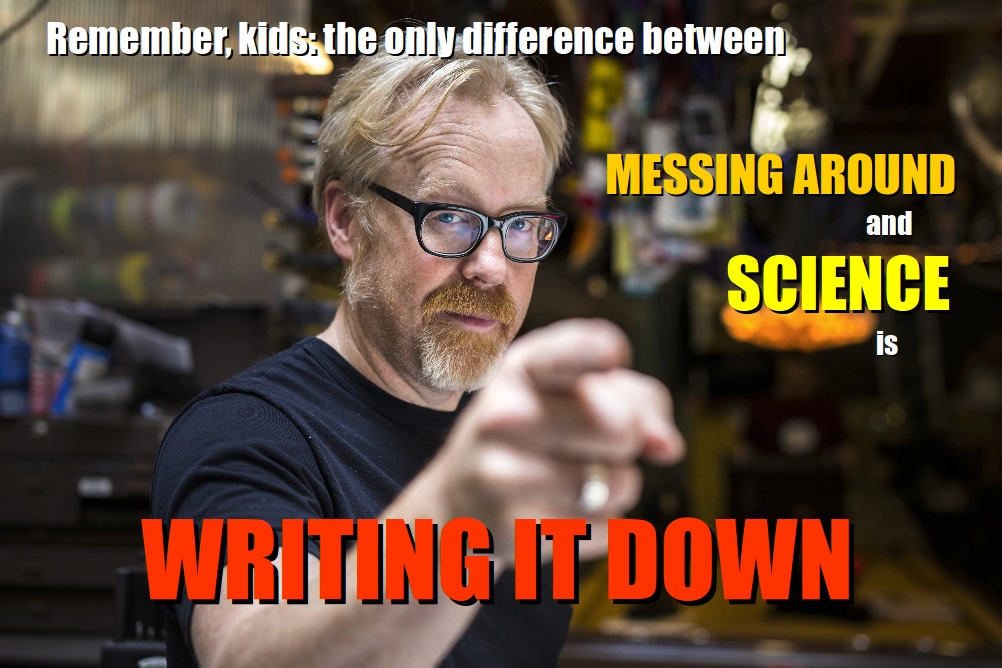 Remember, kids: the only difference between
MESSING AROUND
and
SCIENCE
is
WRITING IT DOWN